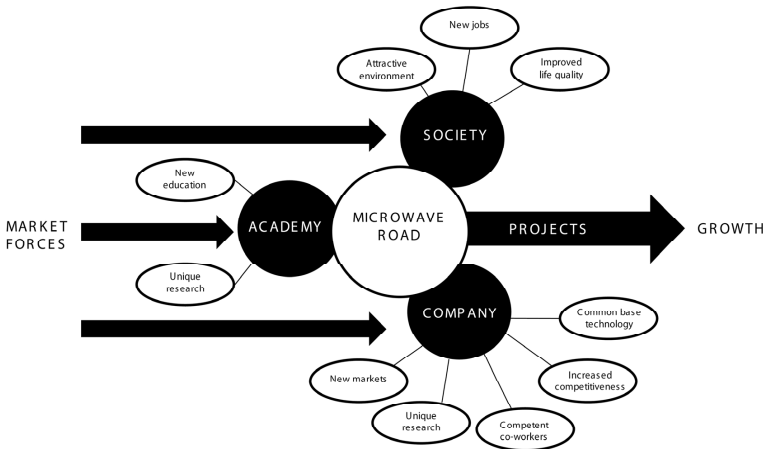 New jobs
Attractive
environment
Improved
life quality
SOCIETY
New
education
MARKET
FORCES
ACADEMY
MICROWAVE
ROAD
PROJECTS
GROWTH
Unique
research
COMPANY
Common base
technology
New markets
Increased
competitiveness
Unique
research
Competent
co-workers